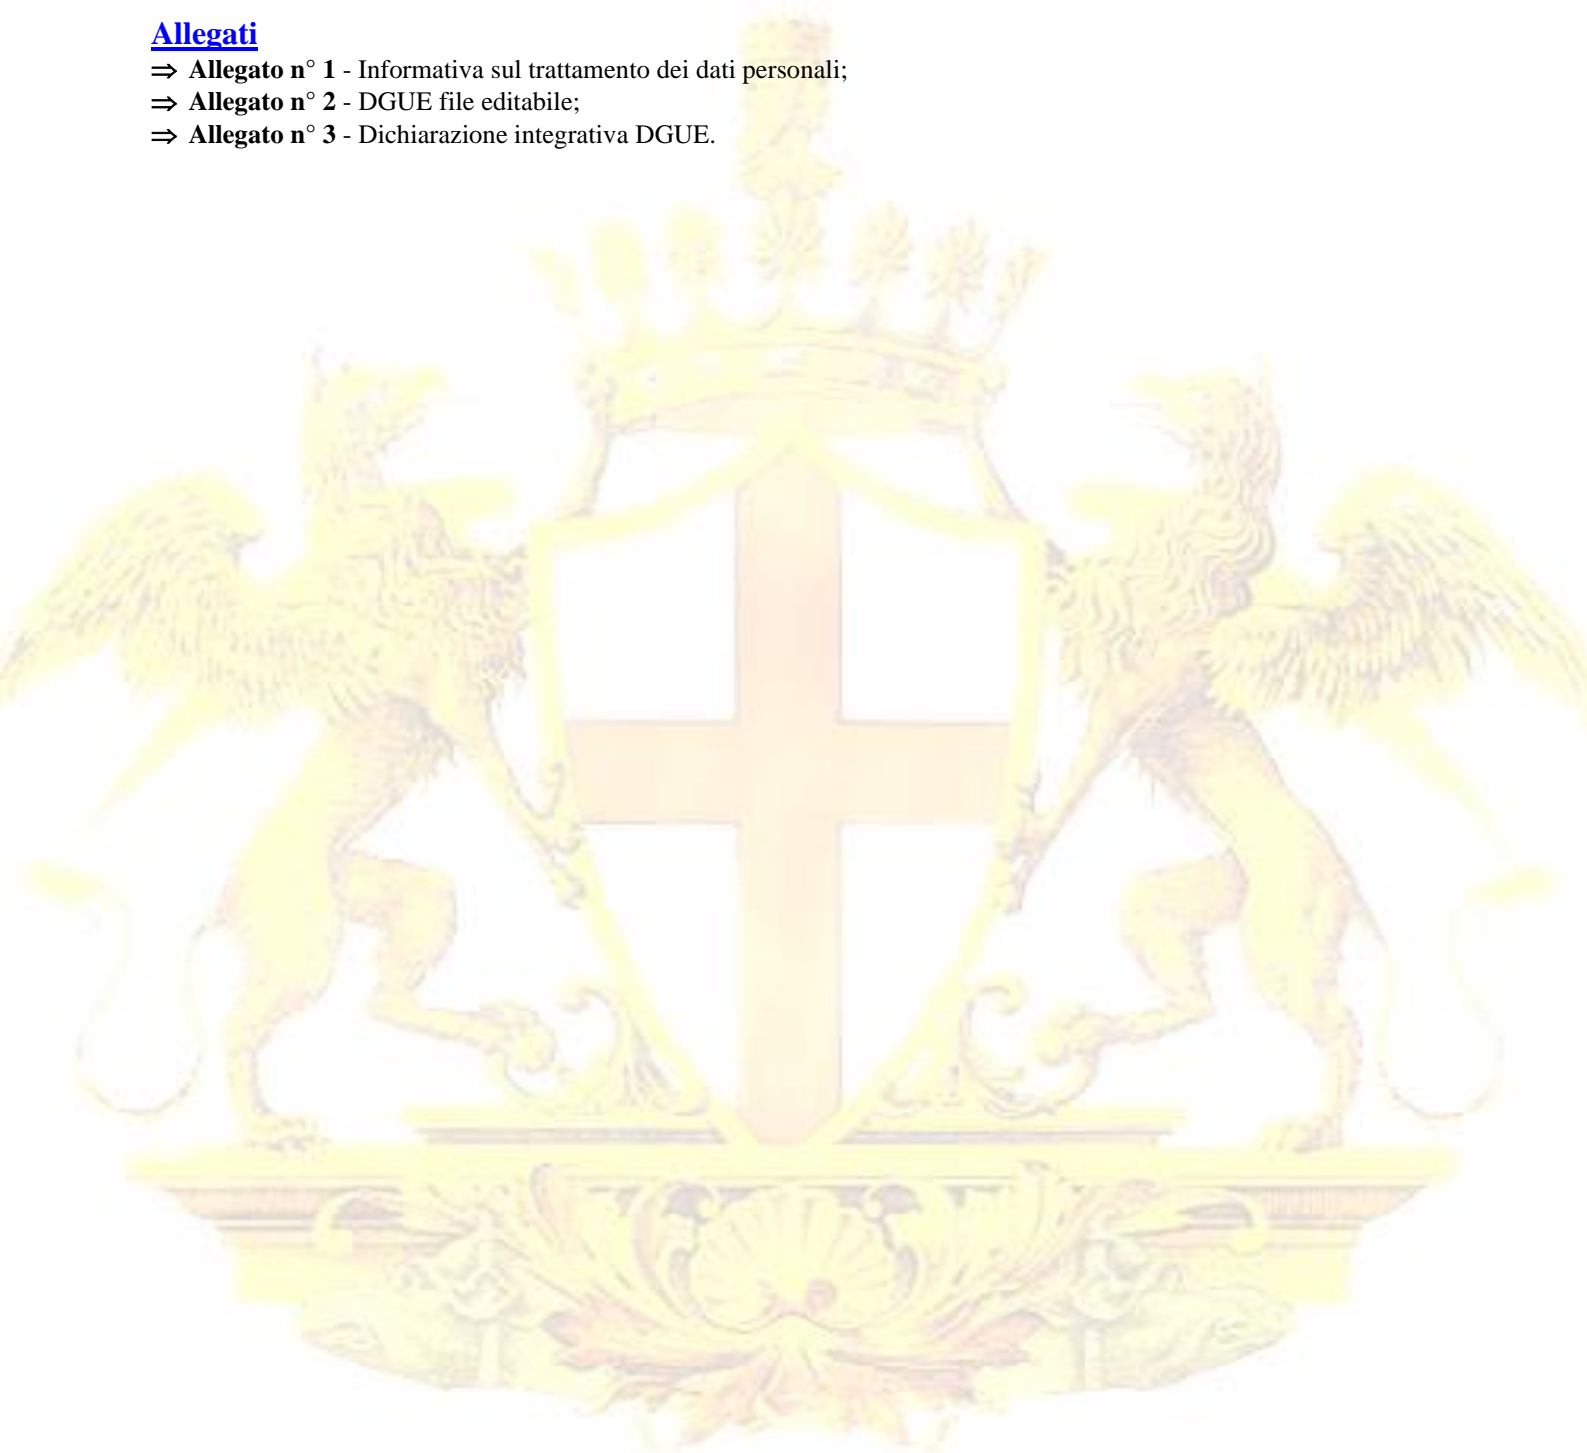 Allegati
⇒ Allegato n° 1 - Informativa sul trattamento dei dati personali;
⇒ Allegato n° 2 - DGUE file editabile;
⇒ Allegato n° 3 - Dichiarazione integrativa DGUE.